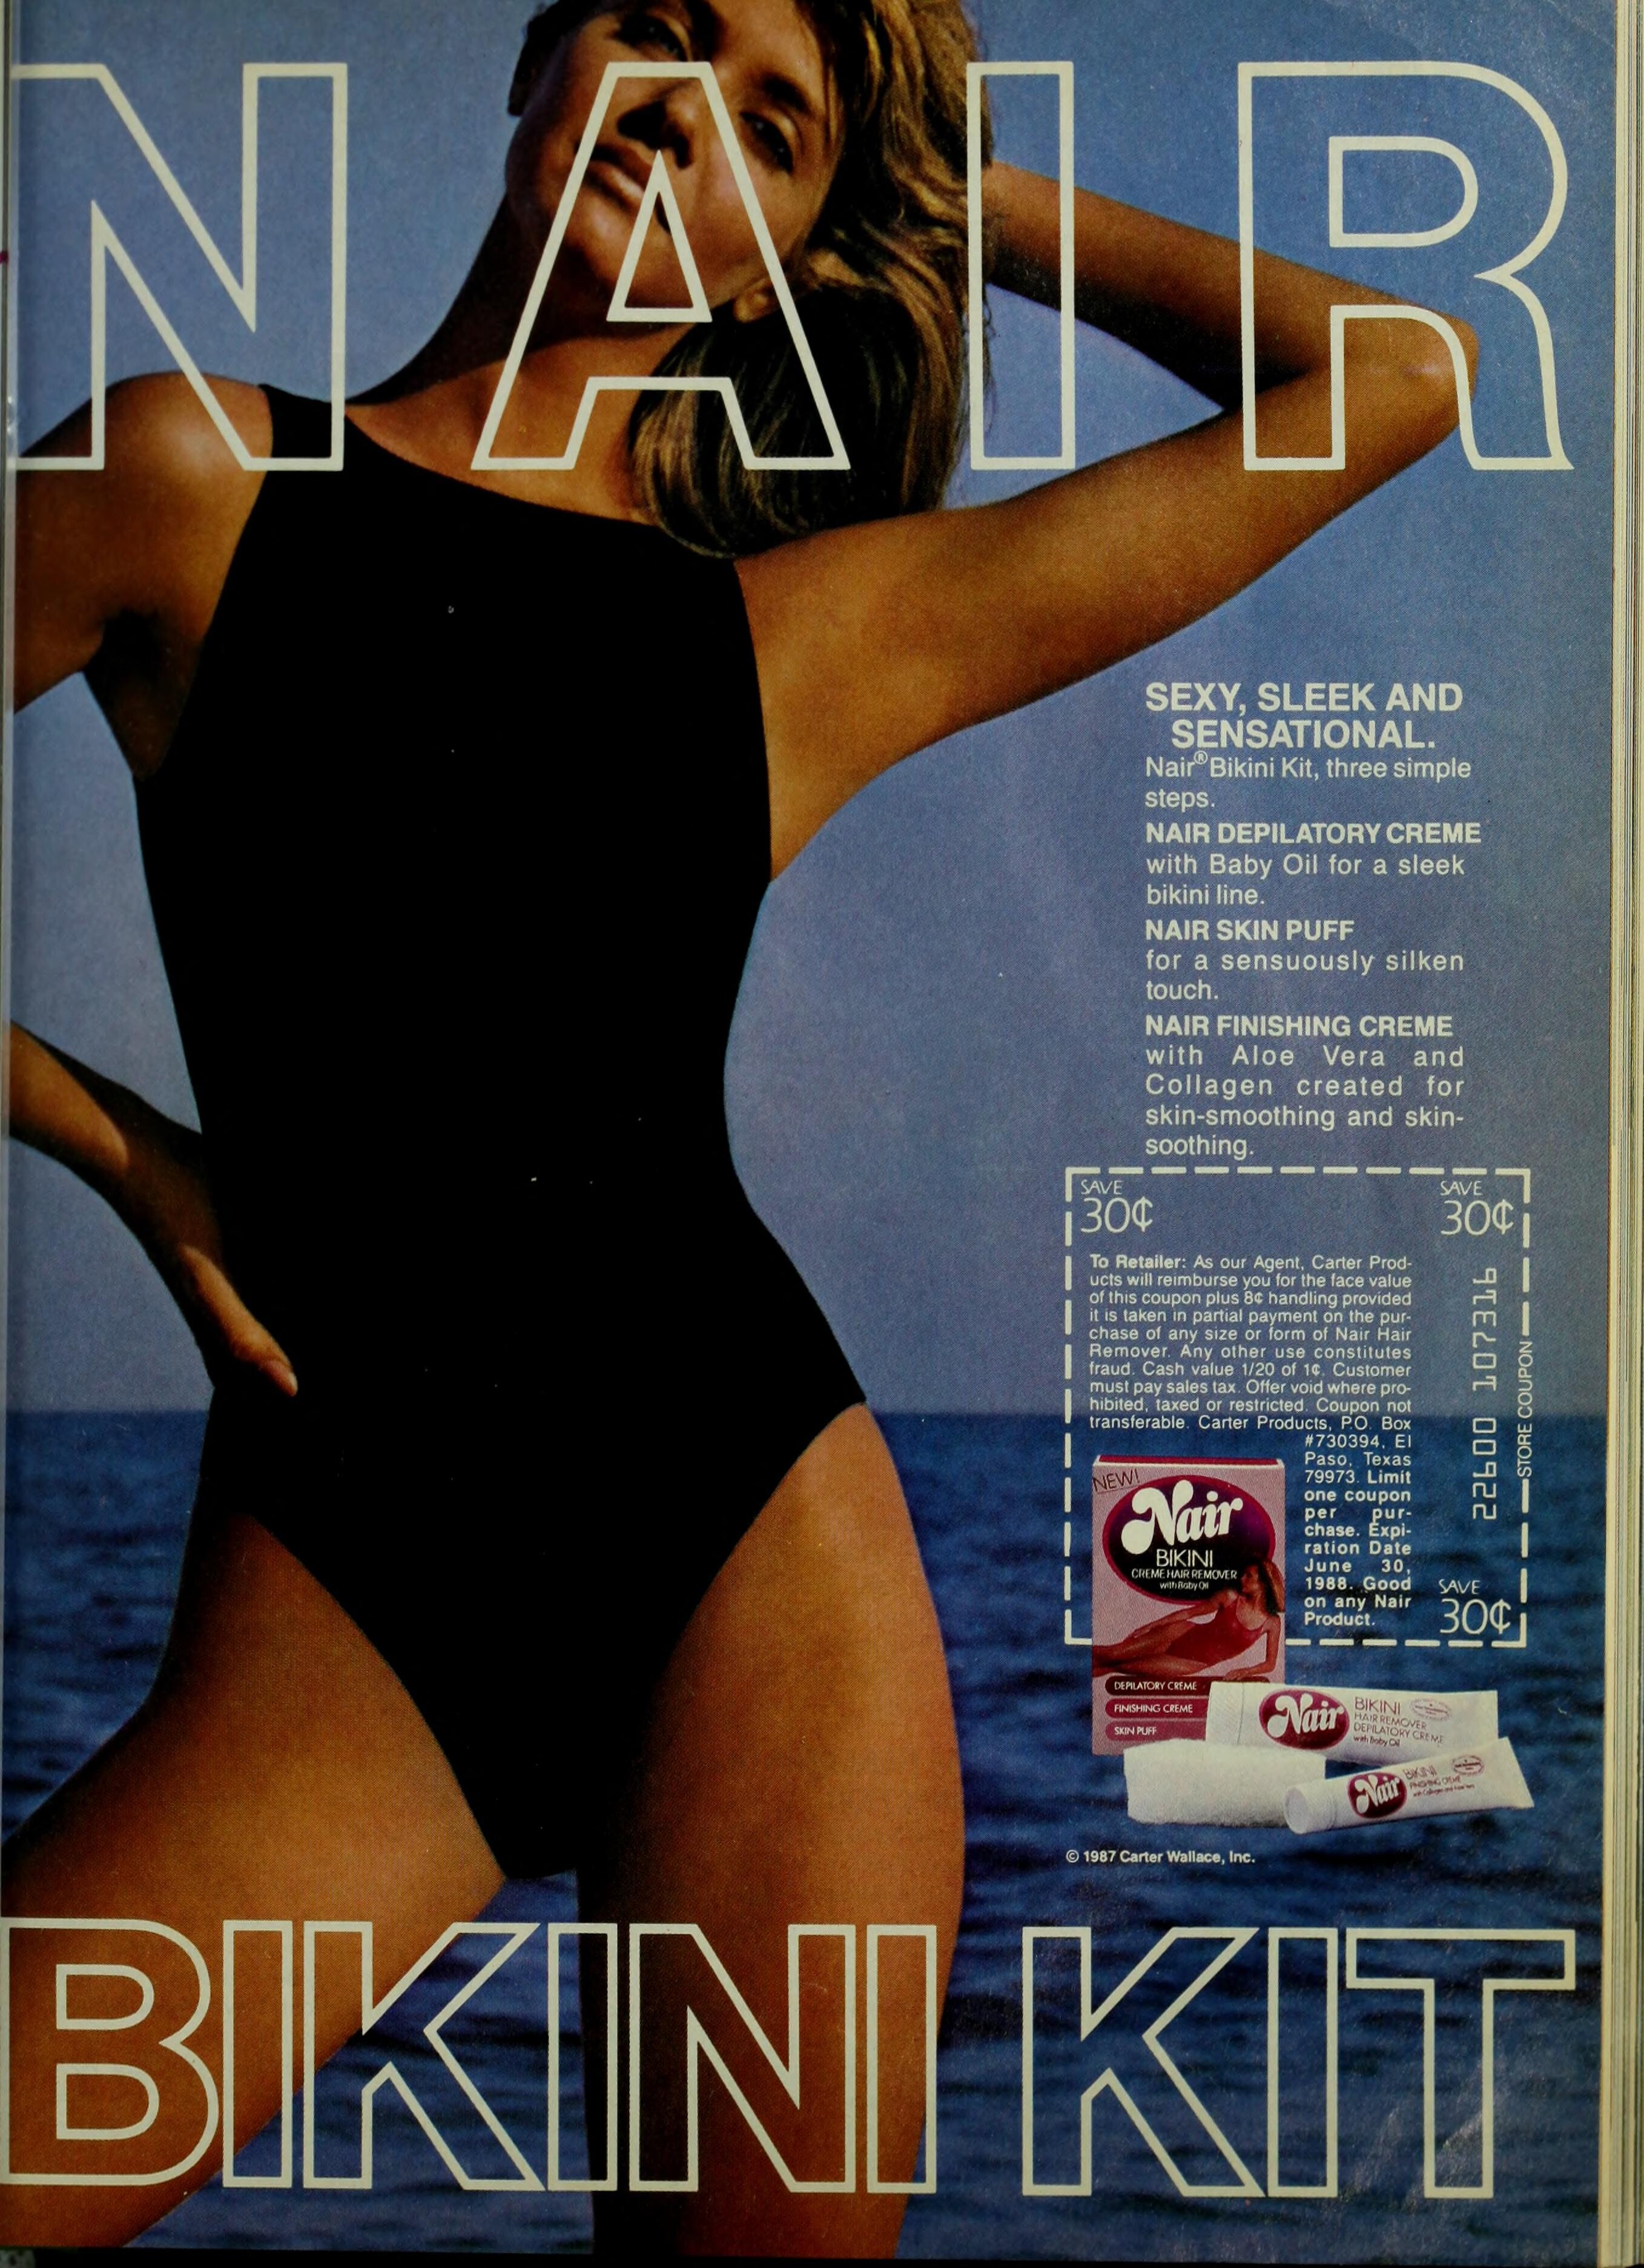 NAIR
SEXY, SLEEK AND
SENSATIONAL.
Nair® Bikini Kit, three simple
steps.
NAIR DEPILATORY CREME
with Baby Oil for a sleek
bikini line.
NAIR SKIN PUFF
for a sensuously silken
touch.
NAIR FINISHING CREME
with Aloe Vera and
Collagen created for
skin-smoothing and skin-
soothing.
SAVE
30¢
SAVE
30¢
To Retailer: As our Agent, Carter Prod-
ucts will reimburse you for the face value
of this coupon plus 8¢ handling provided
it is taken in partial payment on the pur-
chase of any size or form of Nair Hair
Remover. Any other use constitutes
fraud. Cash value 1/20 of 1¢. Customer
must pay sales tax. Offer void where pro-
hibited, taxed or restricted. Coupon not
transferable. Carter Products, P.O. Box
#730394, El
Paso, Texas
79973. Limit
one coupon
per pur-
chase. Expi-
ration Date
June 30,
1988. Good
on any Nair
Product.
22600 107316
STORE COUPON
SAVE
30¢
NEW!
Nair
BIKINI
CREME HAIR REMOVER
with Baby Oil
DEPILATORY CREME
FINISHING CREME
SKIN PUFF
Nair
BIKINI
HAIR REMOVER
DEPILATORY CREME
with Baby Oil
Nair
BIKINI
FINISHING CREME
with Collagen and Aloe Vera
© 1987 Carter Wallace, Inc.
BIKINI KIT